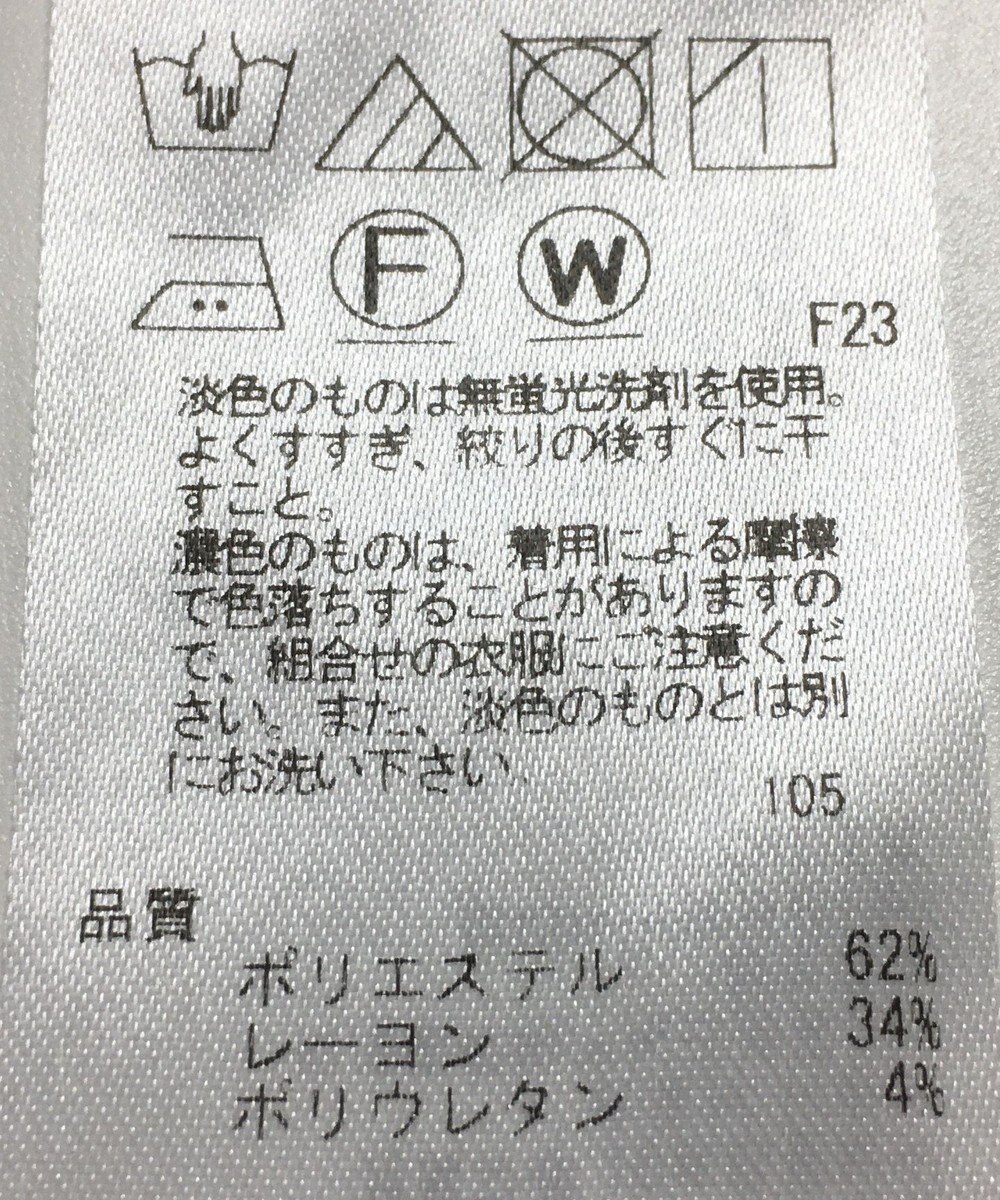 F W
F23
淡色のものは無蛍光洗剤を使用。
よくすすぎ、絞りの後すぐに干
すこと。
濃色のものは、着用による摩擦
で色落ちすることがありますの
で、組合せの衣服にご注意くだ
さい。また、淡色のものとは別
にお洗い下さい。
105
品質
ポリエステル 62%
レーヨン 34%
ポリウレタン 4%